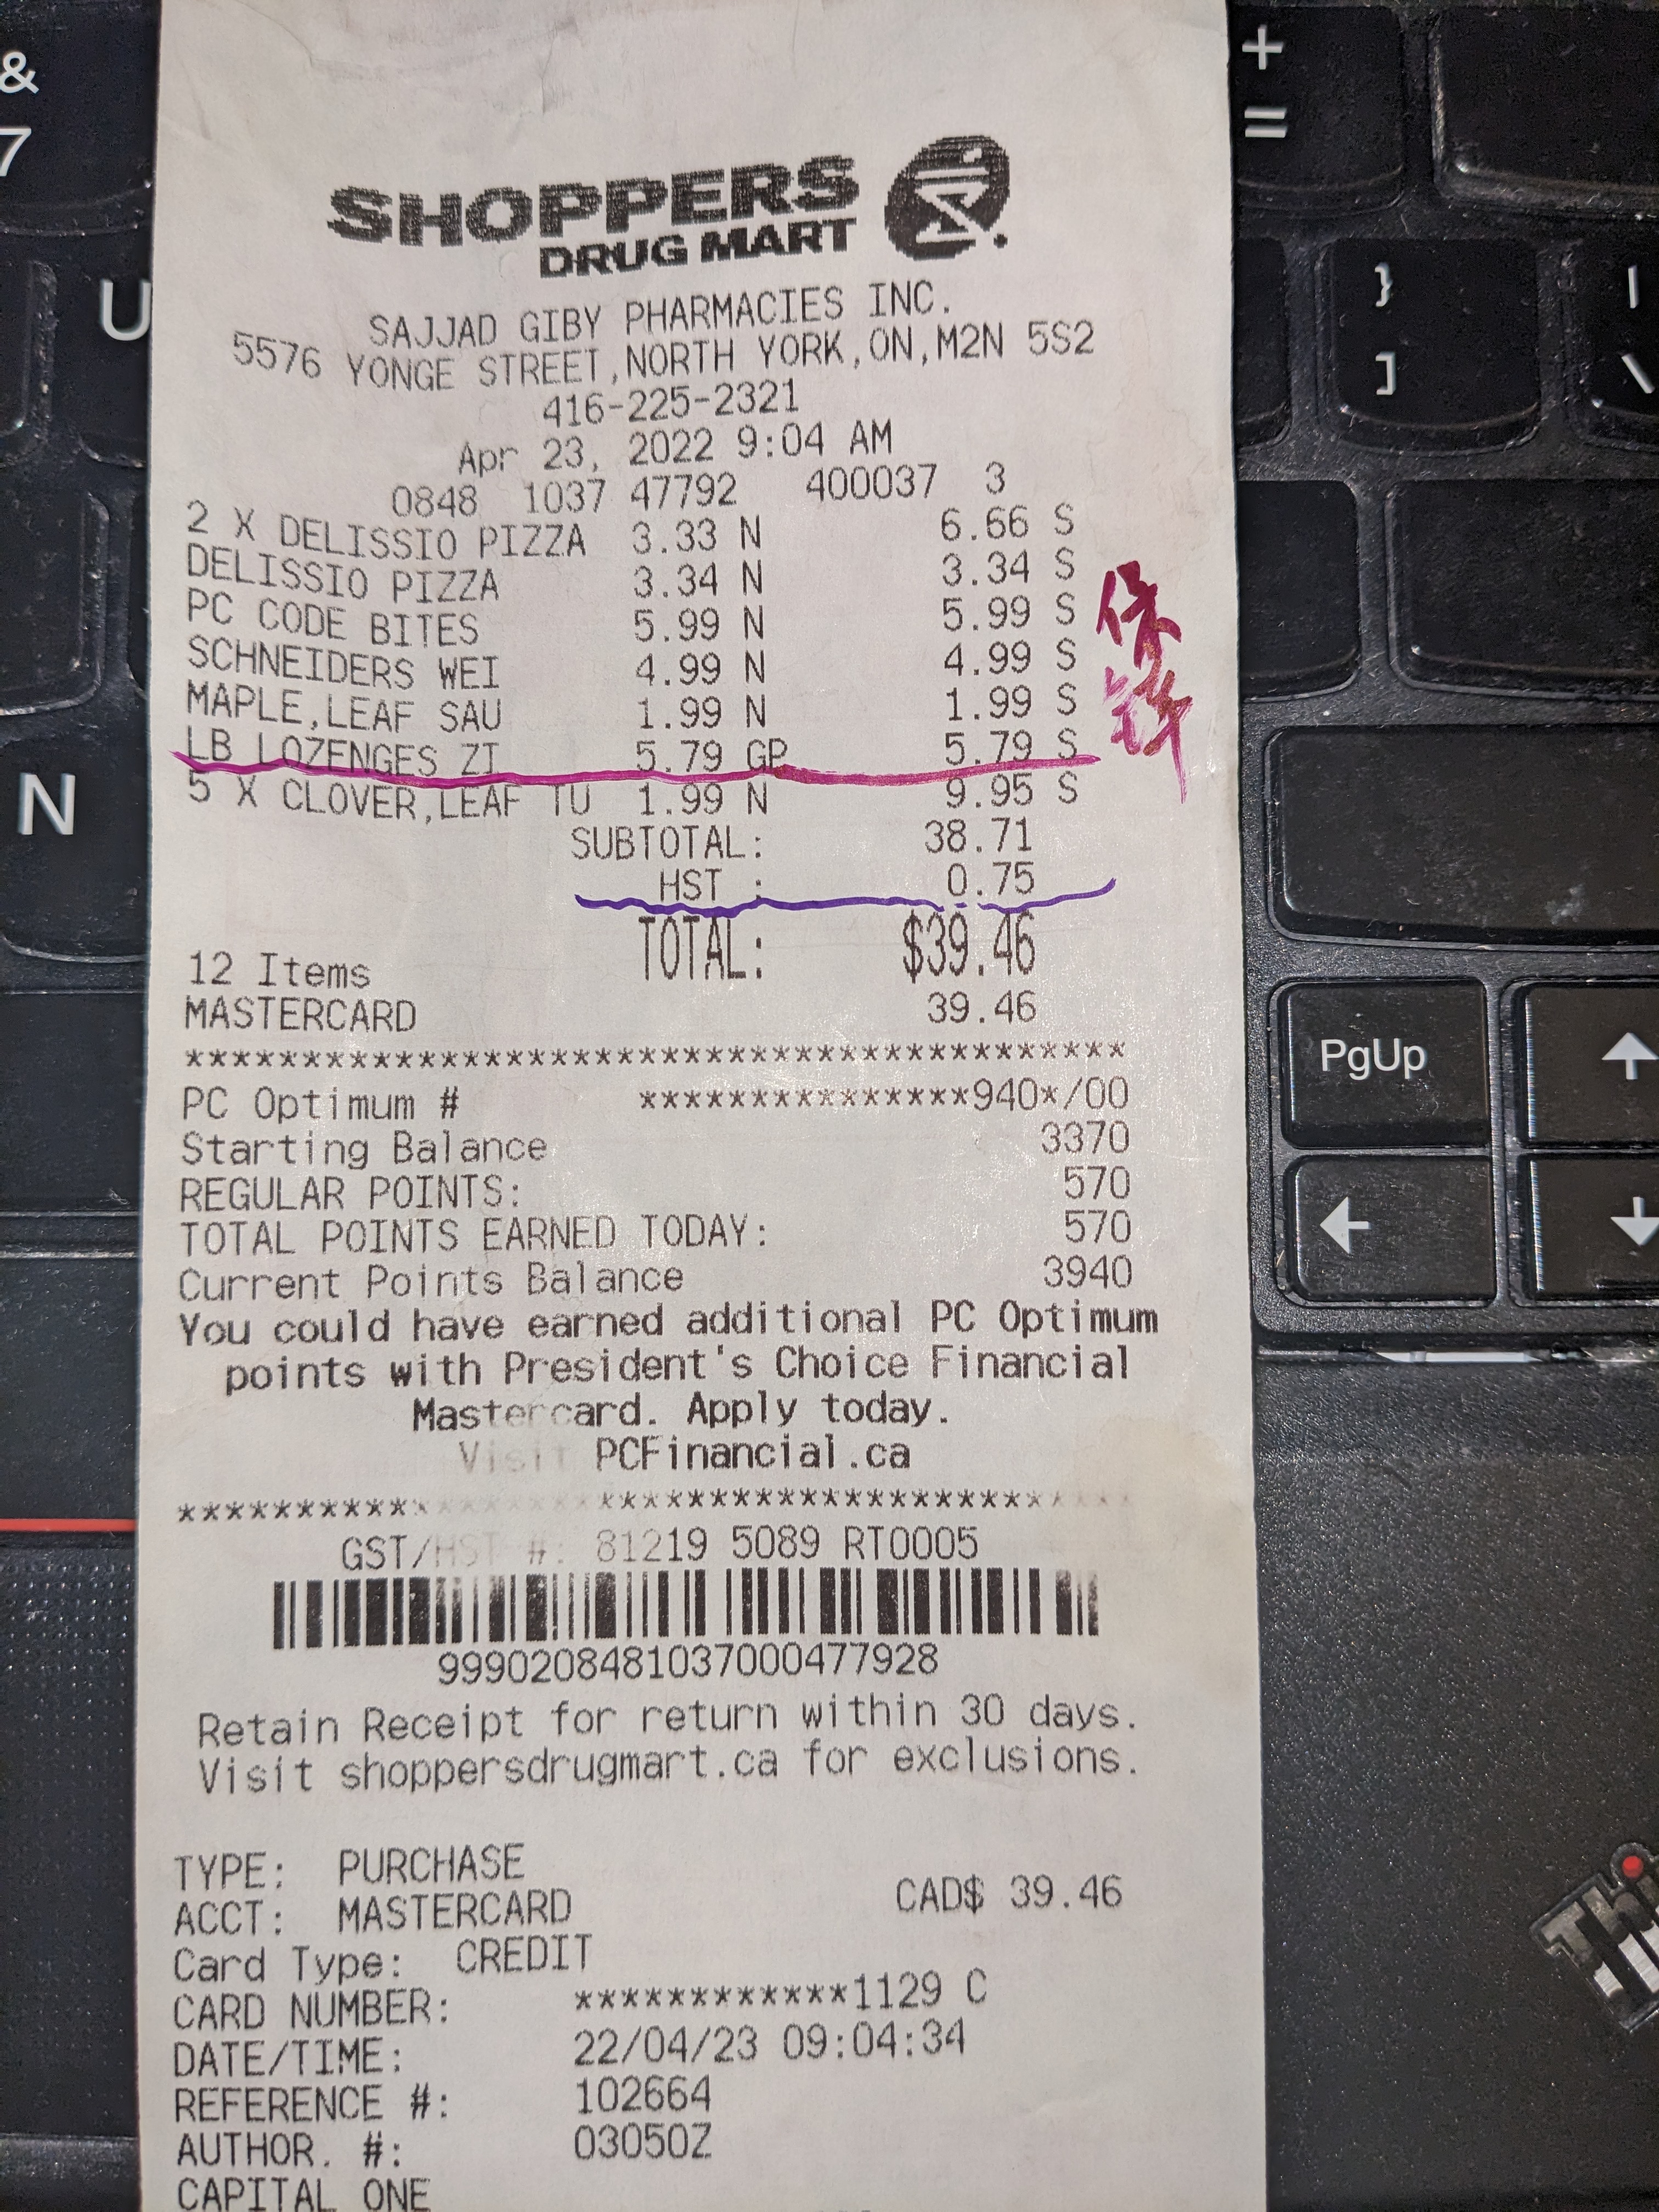 SHOPPERS
DRUG MART
SAJJAD GIBY PHARMACIES INC.
5576 YONGE STREET,NORTH YORK,ON,M2N 5S2
416-225-2321
Apr 23, 2022 9:04 AM
0848 1037 47792 400037 3
2 X DELISSIO PIZZA 3.33 N 6.66 S
DELISSIO PIZZA 3.34 N 3.34 S
PC CODE BITES 5.99 N 5.99 S
SCHNEIDERS WEI 4.99 N 4.99 S
MAPLE,LEAF SAU 1.99 N 1.99 S
LB LOZENGES ZI 5.79 GP 5.79 S
5 X CLOVER,LEAF TU 1.99 N 9.95 S
SUBTOTAL: 38.71
HST : 0.75
TOTAL: $39.46
12 Items
MASTERCARD 39.46
****************************************
PC Optimum # ***************940*/00
Starting Balance 3370
REGULAR POINTS: 570
TOTAL POINTS EARNED TODAY: 570
Current Points Balance 3940
You could have earned additional PC Optimum
points with President's Choice Financial
Mastercard. Apply today.
Visit PCFinancial.ca
****************************************
GST/HST #: 81219 5089 RT0005
9990208481037000477928
Retain Receipt for return within 30 days.
Visit shoppersdrugmart.ca for exclusions.
TYPE: PURCHASE
ACCT: MASTERCARD CAD$ 39.46
Card Type: CREDIT
CARD NUMBER: ************1129 C
DATE/TIME: 22/04/23 09:04:34
REFERENCE #: 102664
AUTHOR. #: 03050Z
CAPITAL ONE
&
7
U
N
+
=
}
]
|
\
PgUp